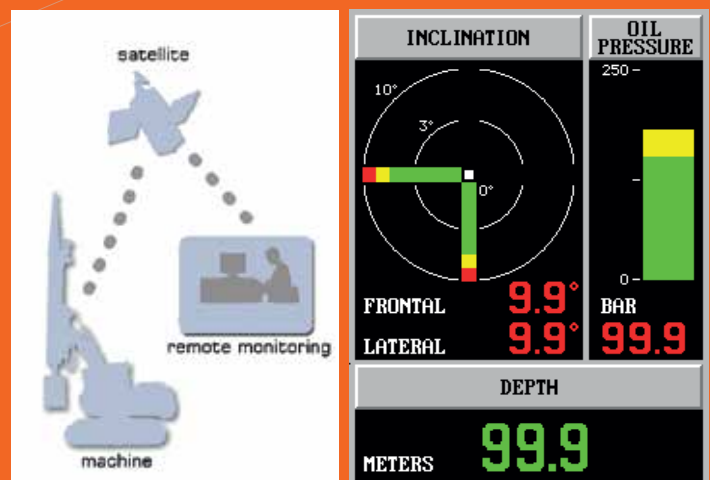 satellite
remote monitoring
machine
INCLINATION
10°
3°
0°
FRONTAL 9.9°
LATERAL 9.9°
OIL
PRESSURE
250
0
BAR
99.9
DEPTH
METERS 99.9